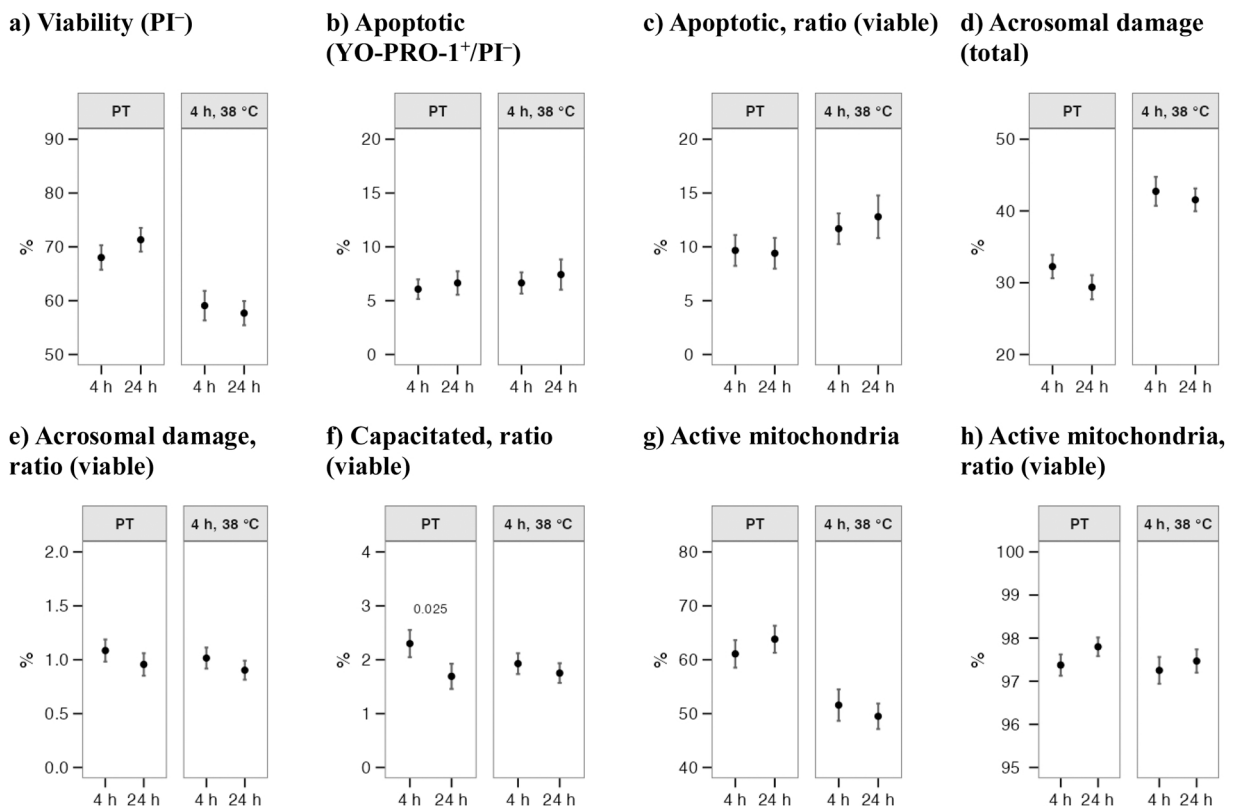 a) Viability (PI⁻)
PT
4 h, 38 °C
90
80
70
60
50
%
4 h 24 h
4 h 24 h
b) Apoptotic
(YO-PRO-1⁺/PI⁻)
PT
4 h, 38 °C
20
15
10
5
0
%
4 h 24 h
4 h 24 h
c) Apoptotic, ratio (viable)
PT
4 h, 38 °C
20
15
10
5
0
%
4 h 24 h
4 h 24 h
d) Acrosomal damage
(total)
PT
4 h, 38 °C
50
40
30
20
%
4 h 24 h
4 h 24 h
e) Acrosomal damage,
ratio (viable)
PT
4 h, 38 °C
2.0
1.5
1.0
0.5
0.0
%
4 h 24 h
4 h 24 h
f) Capacitated, ratio
(viable)
PT
4 h, 38 °C
4
3
2
1
0
%
0.025
4 h 24 h
4 h 24 h
g) Active mitochondria
PT
4 h, 38 °C
80
70
60
50
40
%
4 h 24 h
4 h 24 h
h) Active mitochondria,
ratio (viable)
PT
4 h, 38 °C
100
99
98
97
96
95
%
4 h 24 h
4 h 24 h